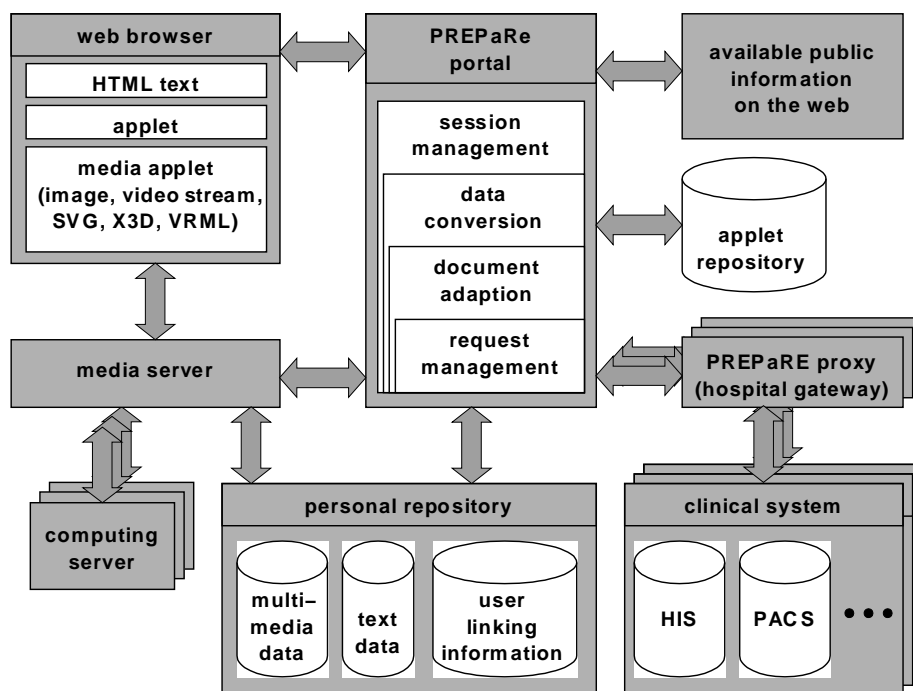 web browser
HTML text
applet
media applet
(image, video stream,
SVG, X3D, VRML)
PREPaRe
portal
session
management
data
conversion
document
adaption
request
management
available public
information
on the web
applet
repository
media server
PREPaRE proxy
(hospital gateway)
computing
server
personal repository
multi–
media
data
text
data
user
linking
information
clinical system
HIS
PACS
•••